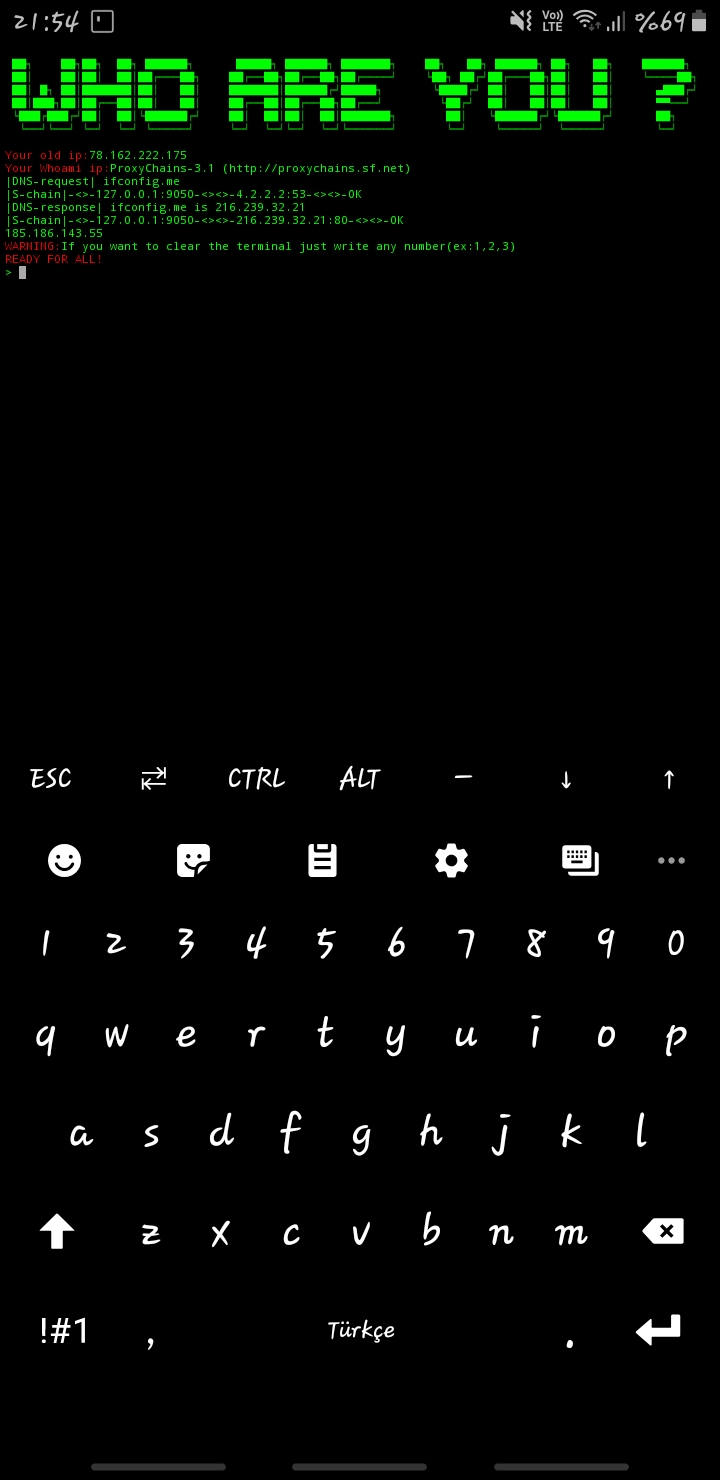 21:54 Vo)) LTE %69
WHO ARE YOU ?
Your old ip:78.162.222.175
Your Whoami ip:ProxyChains-3.1 (http://proxychains.sf.net)
|DNS-request| ifconfig.me
|S-chain|-<>-127.0.0.1:9050-<><>-4.2.2.2:53-<><>-OK
|DNS-response| ifconfig.me is 216.239.32.21
|S-chain|-<>-127.0.0.1:9050-<><>-216.239.32.21:80-<><>-OK
185.186.143.55
WARNING:If you want to clear the terminal just write any number(ex:1,2,3)
READY FOR ALL!
>
ESC CTRL ALT — ↓ ↑
1 2 3 4 5 6 7 8 9 0
q w e r t y u i o p
a s d f g h j k l
z x c v b n m
!#1 , Türkçe .